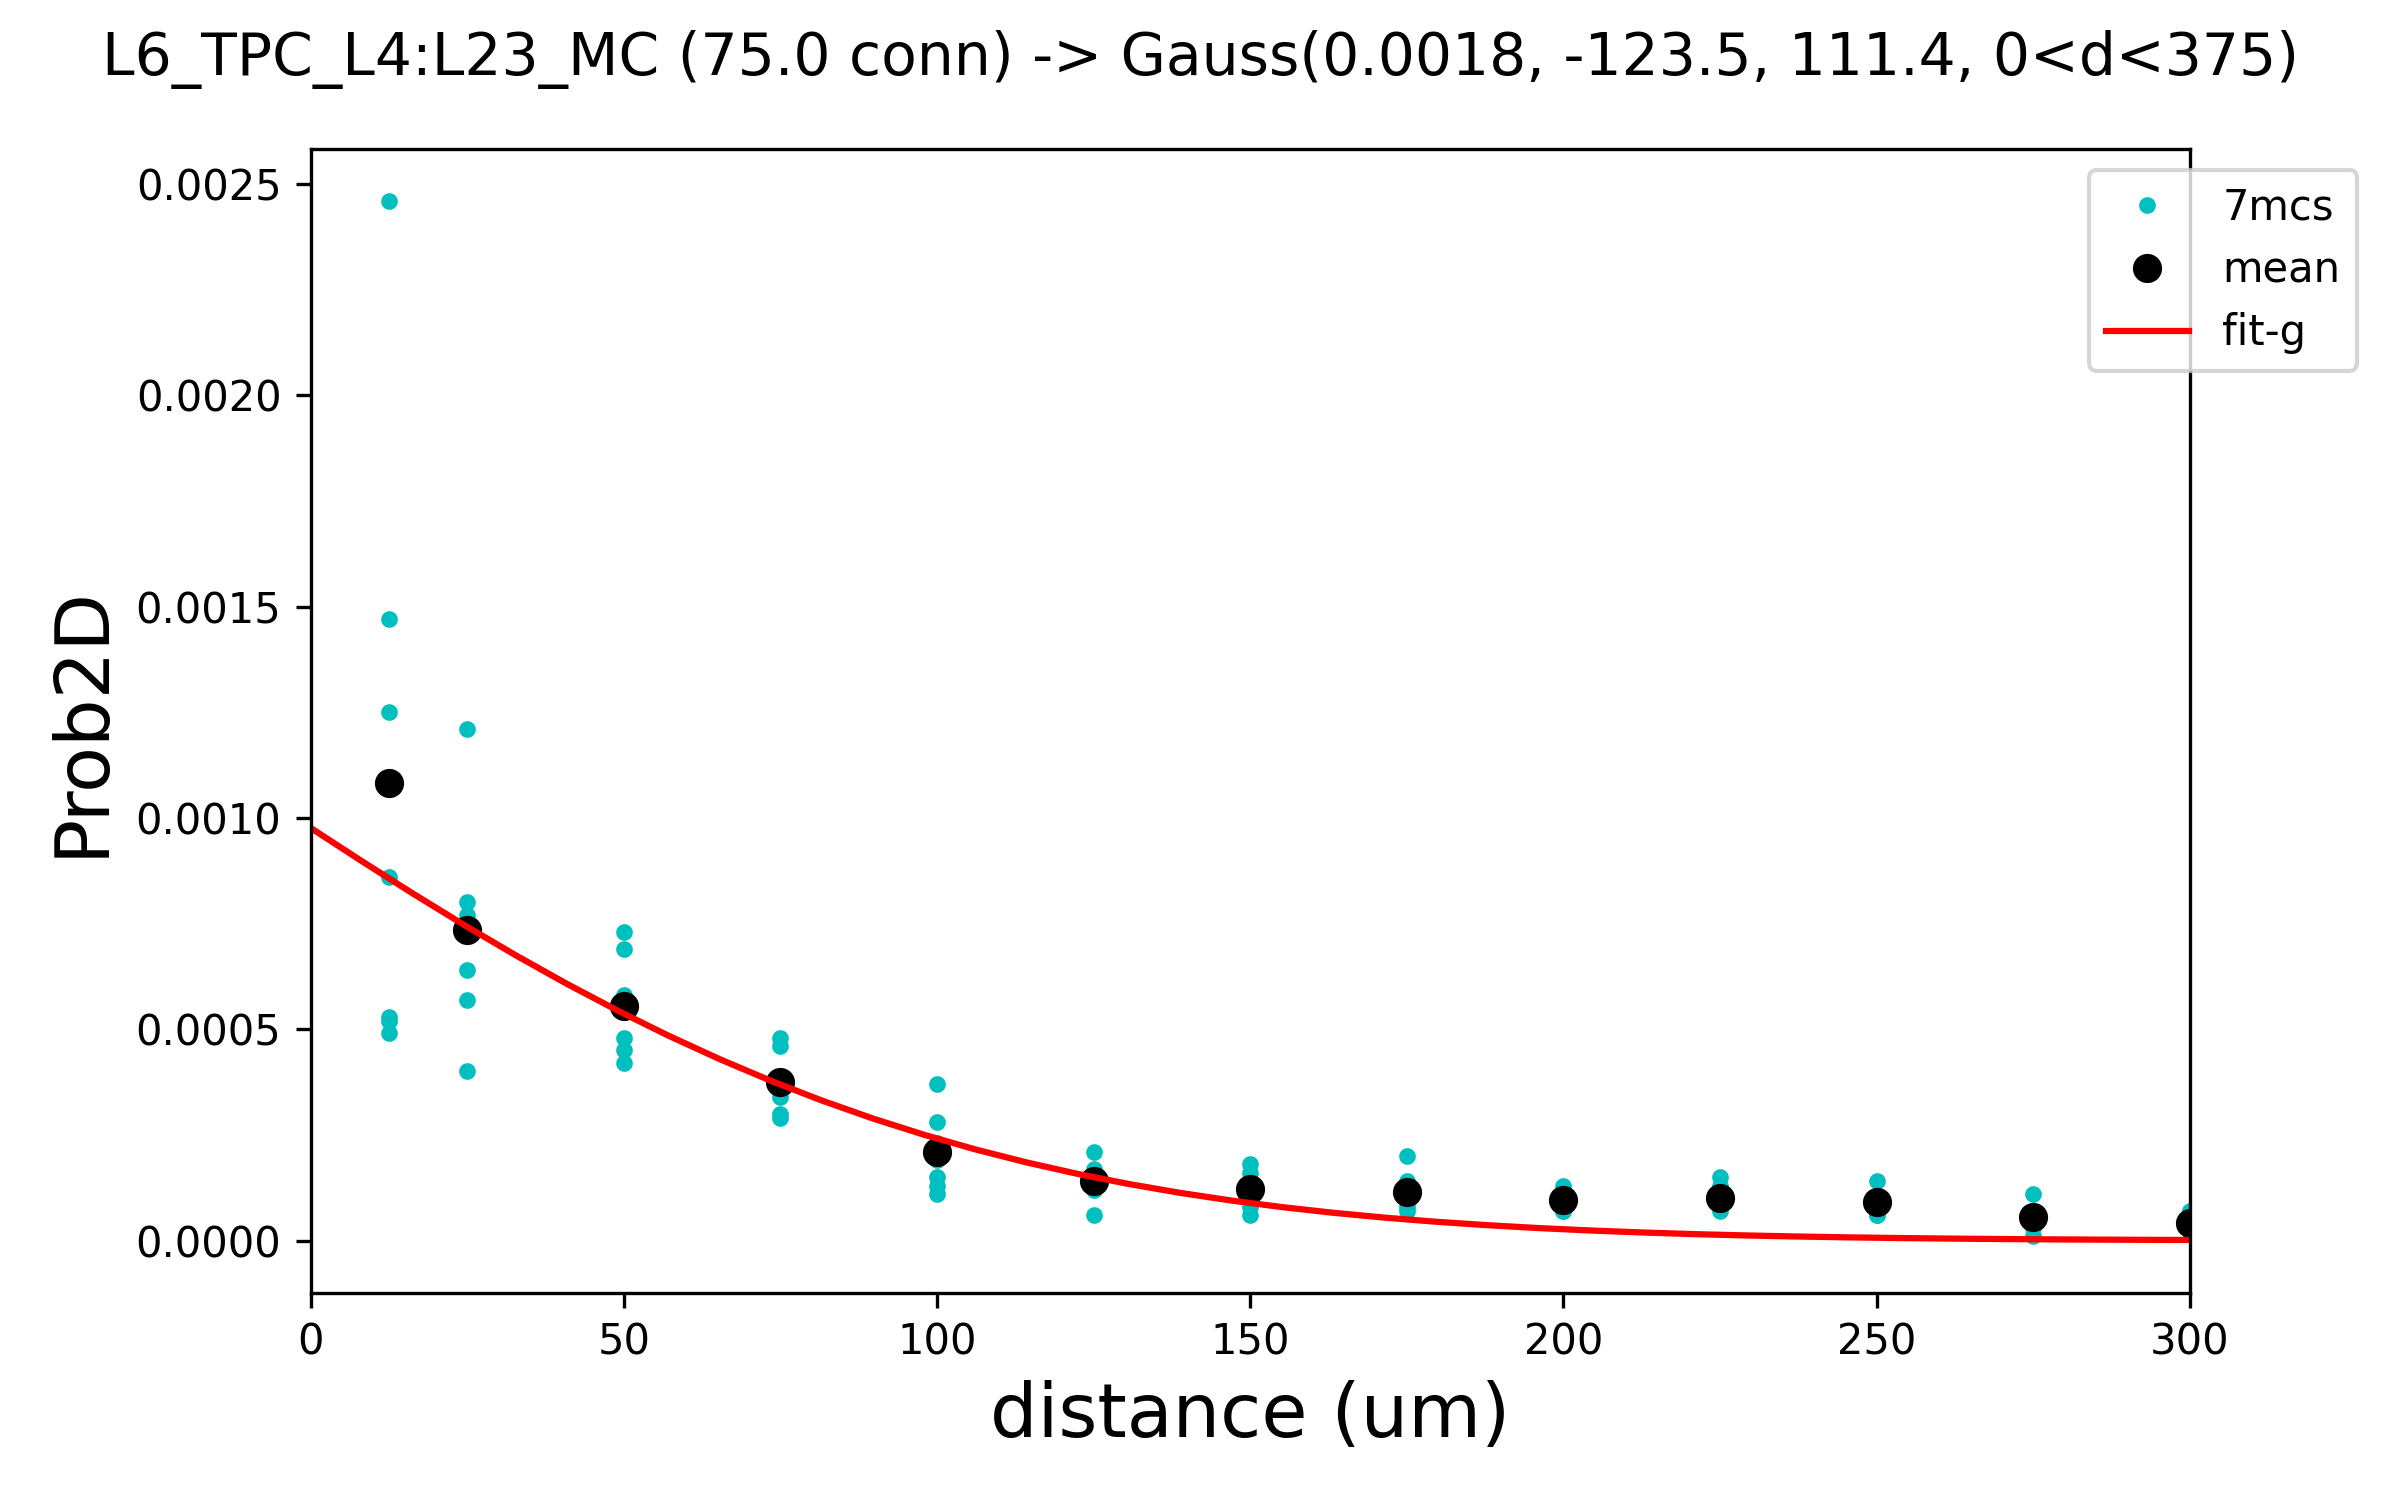 L6_TPC_L4:L23_MC (75.0 conn) -> Gauss(0.0018, -123.5, 111.4, 0<d<375)
7mcs
mean
fit-g
Prob2D
0.0025
0.0020
0.0015
0.0010
0.0005
0.0000
0 50 100 150 200 250 300
distance (um)